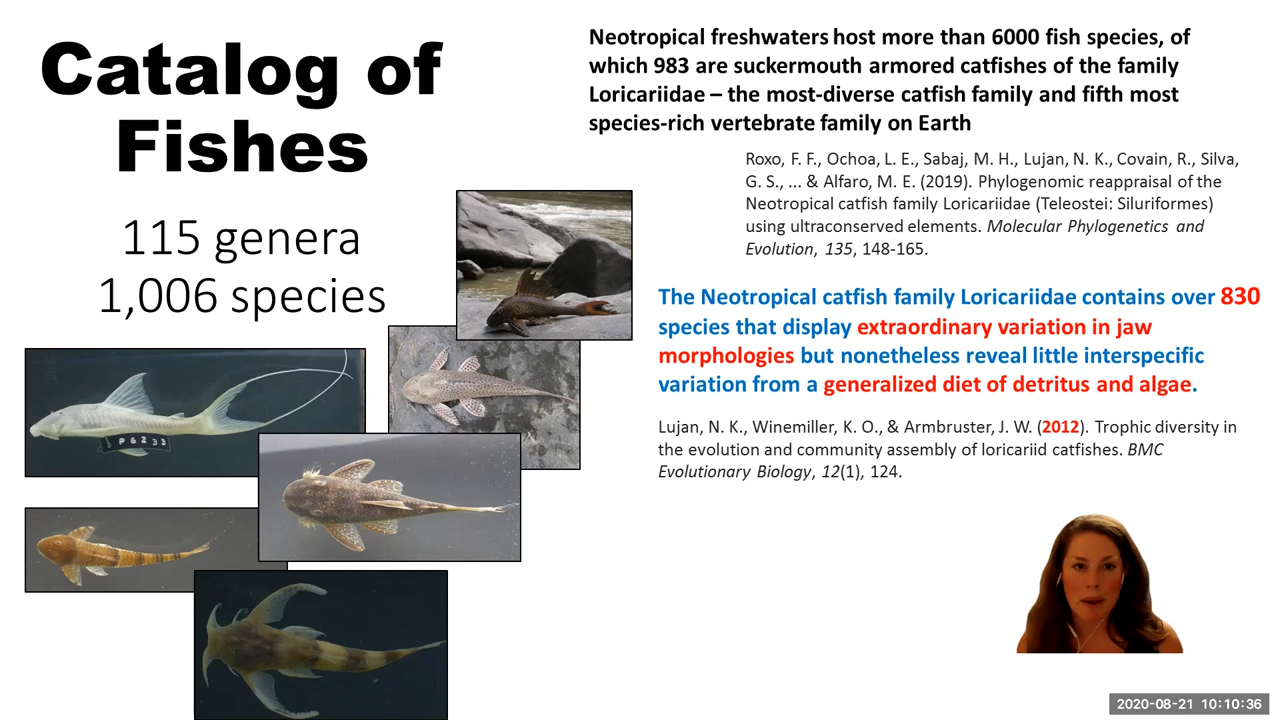 Catalog of
Fishes
115 genera
1,006 species
Neotropical freshwaters host more than 6000 fish species, of
which 983 are suckermouth armored catfishes of the family
Loricariidae – the most-diverse catfish family and fifth most
species-rich vertebrate family on Earth
Roxo, F. F., Ochoa, L. E., Sabaj, M. H., Lujan, N. K., Covain, R., Silva,
G. S., ... & Alfaro, M. E. (2019). Phylogenomic reappraisal of the
Neotropical catfish family Loricariidae (Teleostei: Siluriformes)
using ultraconserved elements. Molecular Phylogenetics and
Evolution, 135, 148-165.
The Neotropical catfish family Loricariidae contains over 830
species that display extraordinary variation in jaw
morphologies but nonetheless reveal little interspecific
variation from a generalized diet of detritus and algae.
Lujan, N. K., Winemiller, K. O., & Armbruster, J. W. (2012). Trophic diversity in
the evolution and community assembly of loricariid catfishes. BMC
Evolutionary Biology, 12(1), 124.
2020-08-21 10:10:36